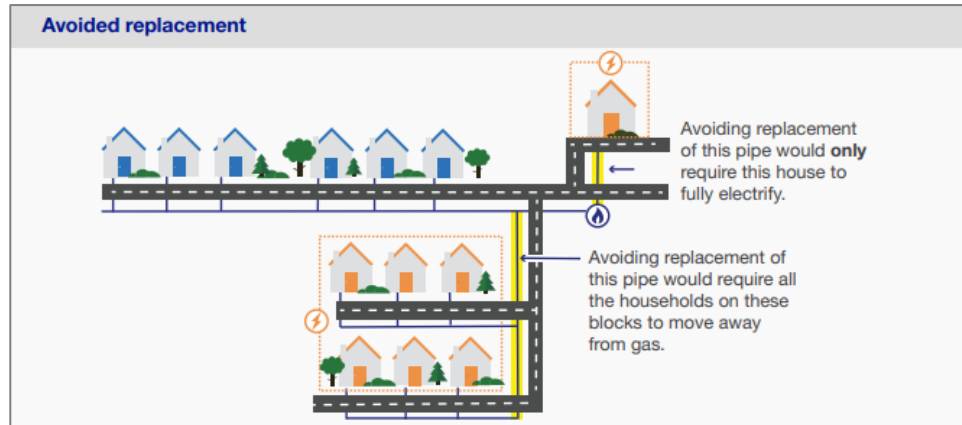 Avoided replacement
Avoiding replacement
of this pipe would only
require this house to
fully electrify.
Avoiding replacement of
this pipe would require all
the households on these
blocks to move away
from gas.